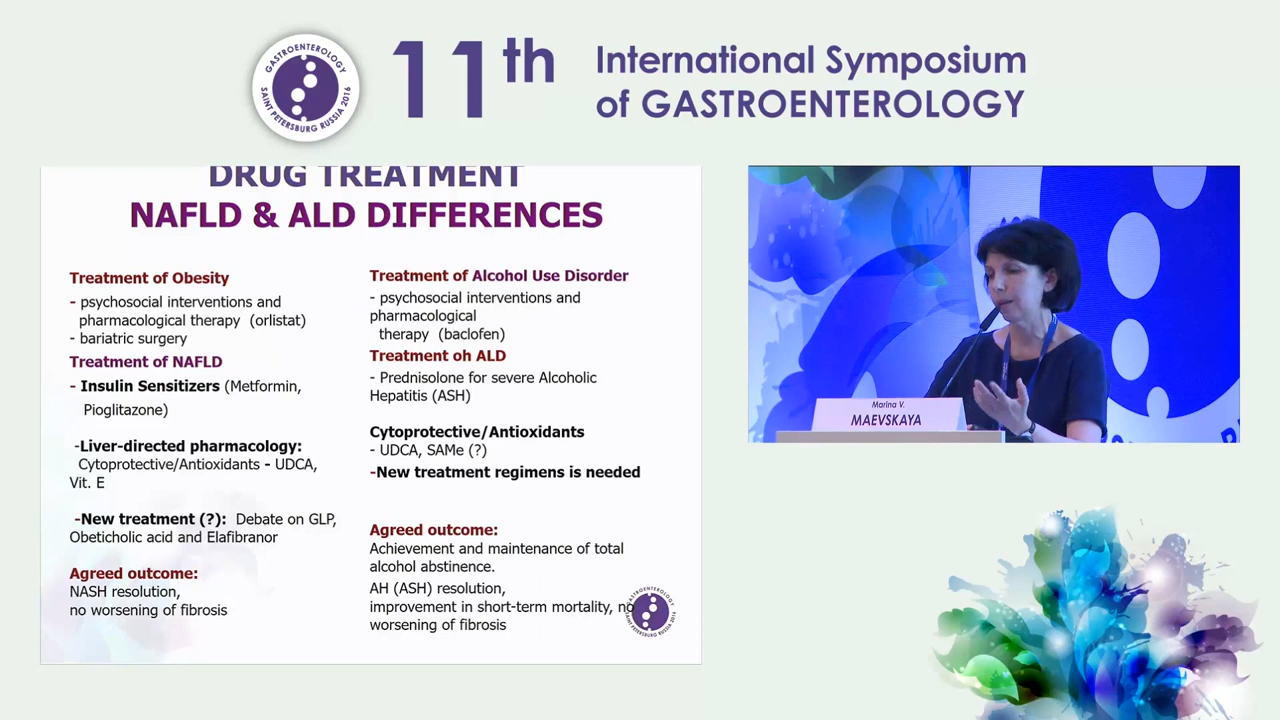 GASTROENTEROLOGY
SAINT PETERSBURG RUSSIA 2016
11th
International Symposium
of GASTROENTEROLOGY
DRUG TREATMENT
NAFLD & ALD DIFFERENCES
Treatment of Obesity
- psychosocial interventions and
pharmacological therapy (orlistat)
- bariatric surgery
Treatment of NAFLD
- Insulin Sensitizers (Metformin,
Pioglitazone)
-Liver-directed pharmacology:
Cytoprotective/Antioxidants - UDCA,
Vit. E
-New treatment (?): Debate on GLP,
Obeticholic acid and Elafibranor
Agreed outcome:
NASH resolution,
no worsening of fibrosis
Treatment of Alcohol Use Disorder
- psychosocial interventions and
pharmacological
therapy (baclofen)
Treatment oh ALD
- Prednisolone for severe Alcoholic
Hepatitis (ASH)
Cytoprotective/Antioxidants
- UDCA, SAMe (?)
-New treatment regimens is needed
Agreed outcome:
Achievement and maintenance of total
alcohol abstinence.
AH (ASH) resolution,
improvement in short-term mortality, no
worsening of fibrosis
GASTROENTEROLOGY
SAINT PETERSBURG RUSSIA 2016
Marina V.
MAEVSKAYA